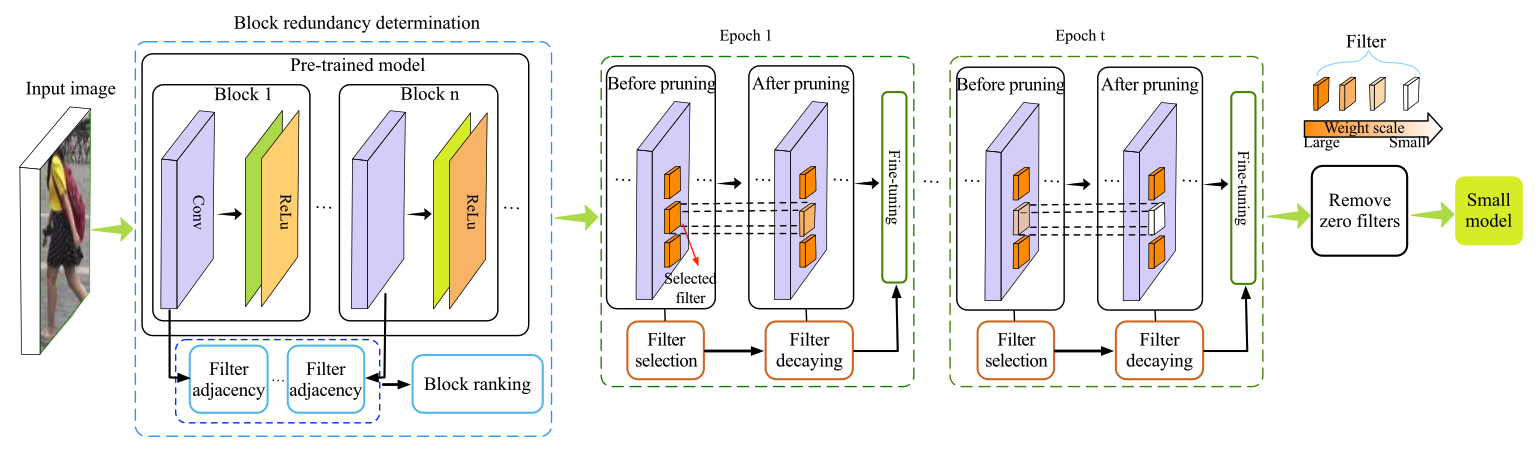 Block redundancy determination
Input image
Pre-trained model
Block 1
Block n
Conv
ReLu
...
ReLu
...
Filter
adjacency
...
Filter
adjacency
Block ranking
Epoch 1
Before pruning
After pruning
...
...
...
Selected
filter
Fine-tuning
Filter
selection
Filter
decaying
...
Epoch t
Before pruning
After pruning
...
...
...
Fine-tuning
Filter
selection
Filter
decaying
Filter
Weight scale
Large
Small
Remove
zero filters
Small
model